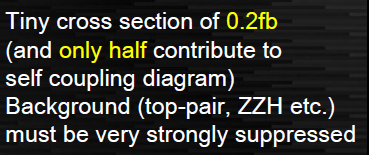 Tiny cross section of 0.2fb
(and only half contribute to
self coupling diagram)
Background (top-pair, ZZH etc.)
must be very strongly suppressed